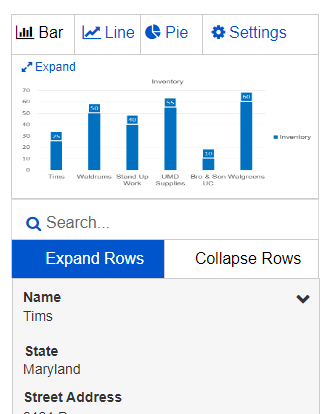 Bar Line Pie Settings
Expand
Inventory
70
60
50
40
30
20
10
0
25 50 40 55 10 60
Tims Waldrums Stand Up Work UMD Supplies Bro & Son UC Walgreens
Inventory
Search...
Expand Rows Collapse Rows
Name
Tims
State
Maryland
Street Address